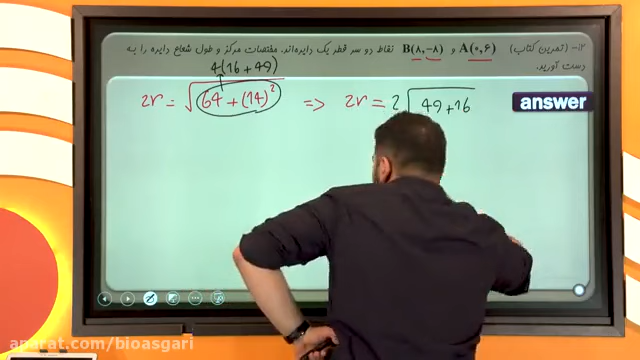 ۱۲- (تمرین کتاب) A(۰,۶) و B(۸,-۸) نقاط دو سر قطر یک دایره‌اند. مختصات مرکز و طول شعاع دایره را به
دست آورید.
4(16 + 49)
2r = √64 + (14)² => 2r = 2√49+16
answer
aparat.com/bioasgari